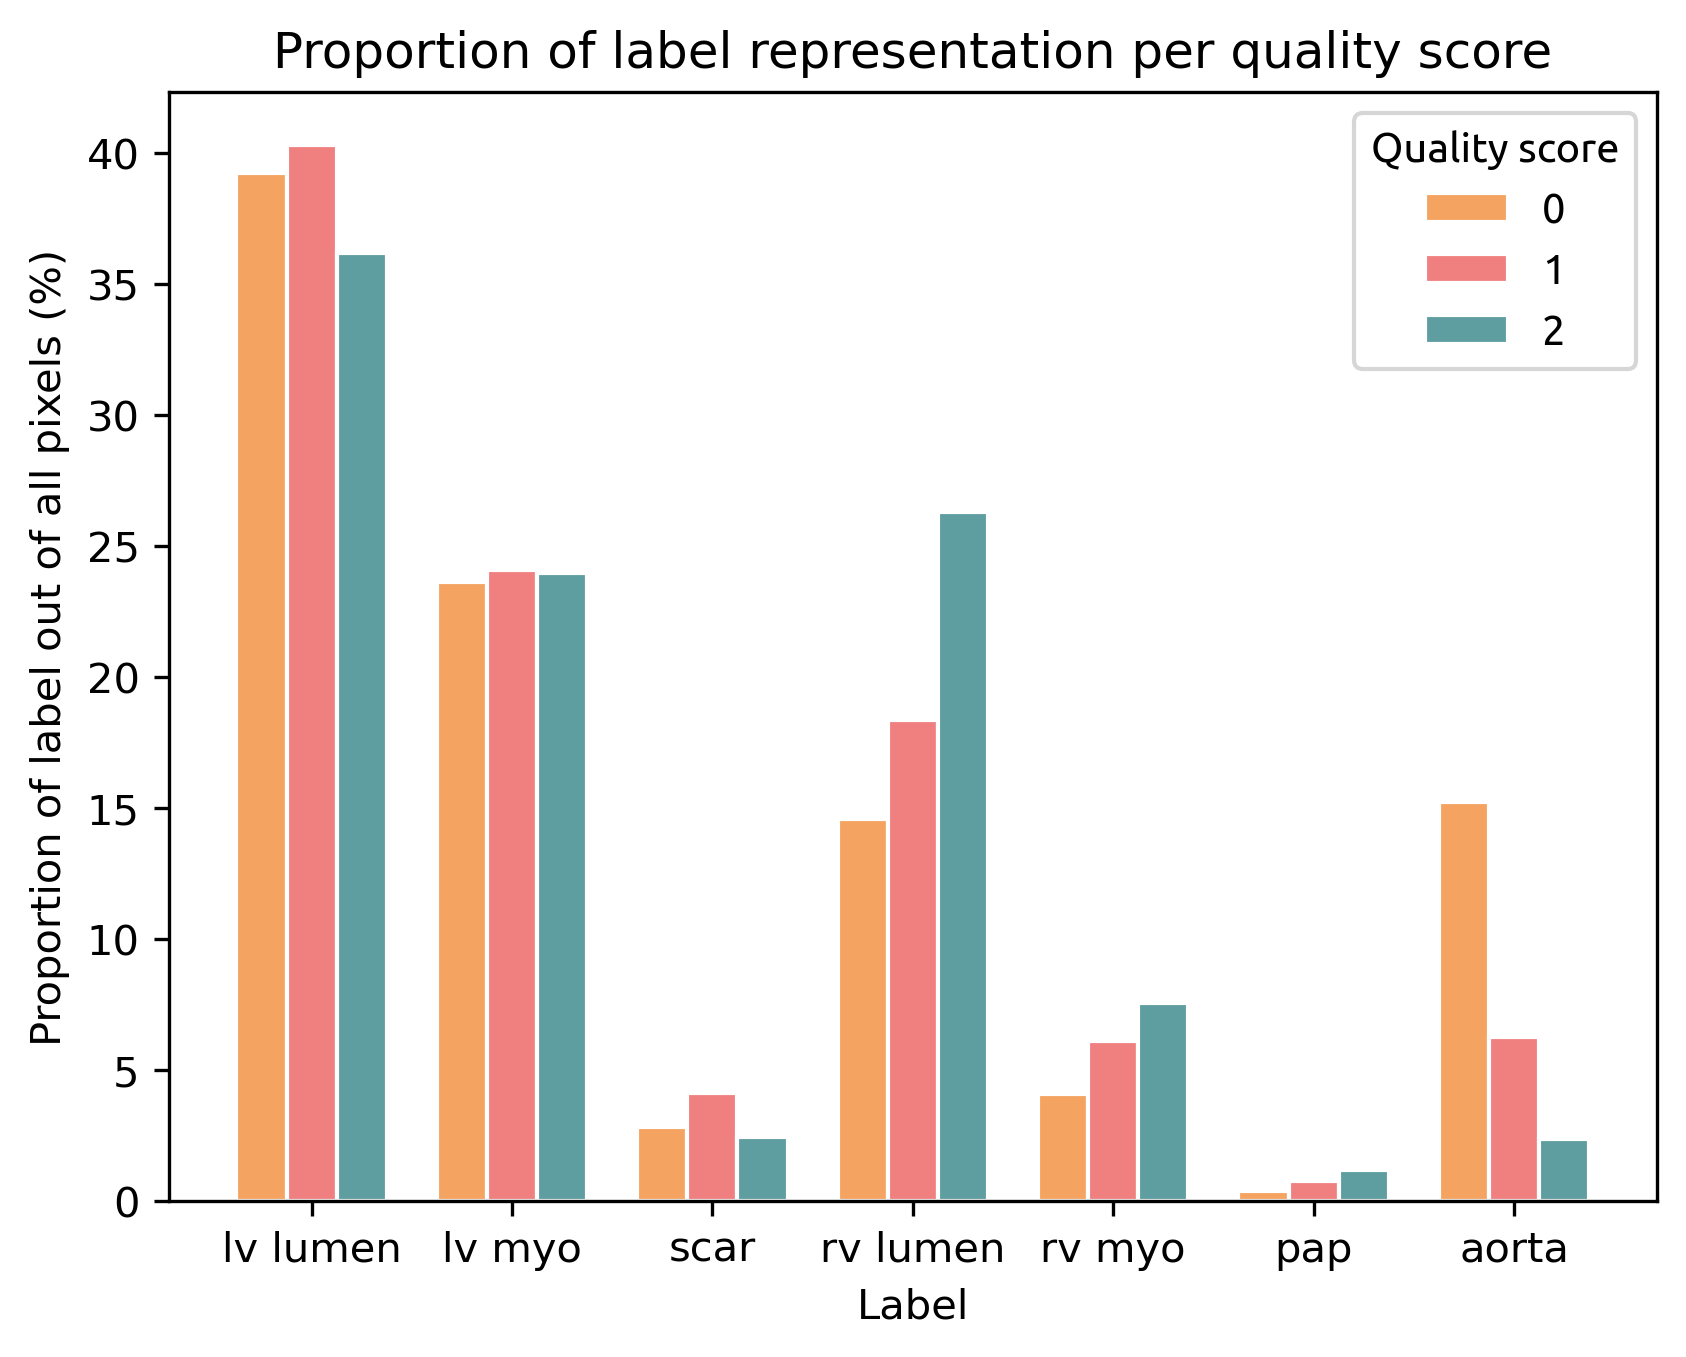 Proportion of label representation per quality score
Proportion of label out of all pixels (%)
40
35
30
25
20
15
10
5
0
Quality score
0
1
2
lv lumen lv myo scar rv lumen rv myo pap aorta
Label